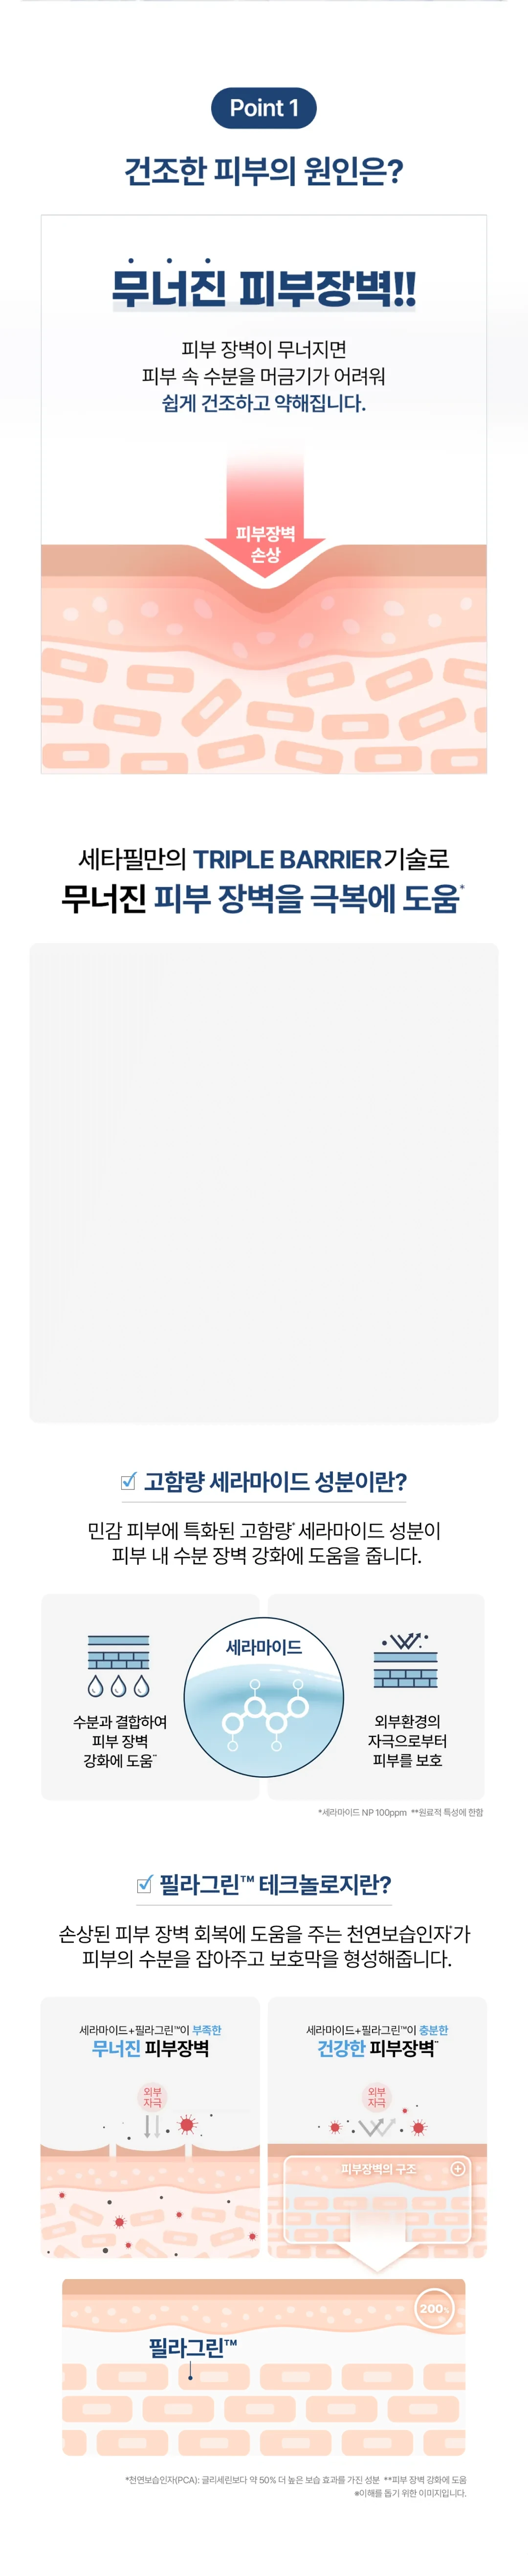 Point 1
건조한 피부의 원인은?
무너진 피부장벽!!
피부 장벽이 무너지면
피부 속 수분을 머금기가 어려워
쉽게 건조하고 약해집니다.
피부장벽
손상
세타필만의 TRIPLE BARRIER 기술로
무너진 피부 장벽을 극복에 도움*
고함량 세라마이드 성분이란?
민감 피부에 특화된 고함량* 세라마이드 성분이
피부 내 수분 장벽 강화에 도움을 줍니다.
세라마이드
수분과 결합하여
피부 장벽
강화에 도움**
외부환경의
자극으로부터
피부를 보호
*세라마이드 NP 100ppm **원료적 특성에 한함
필라그린™ 테크놀로지란?
손상된 피부 장벽 회복에 도움을 주는 천연보습인자*가
피부의 수분을 잡아주고 보호막을 형성해줍니다.
세라마이드+필라그린™이 부족한
무너진 피부장벽
외부
자극
세라마이드+필라그린™이 충분한
건강한 피부장벽**
외부
자극
피부장벽의 구조
200%
필라그린™
*천연보습인자(PCA): 글리세린보다 약 50% 더 높은 보습 효과를 가진 성분 **피부 장벽 강화에 도움
※이해를 돕기 위한 이미지입니다.